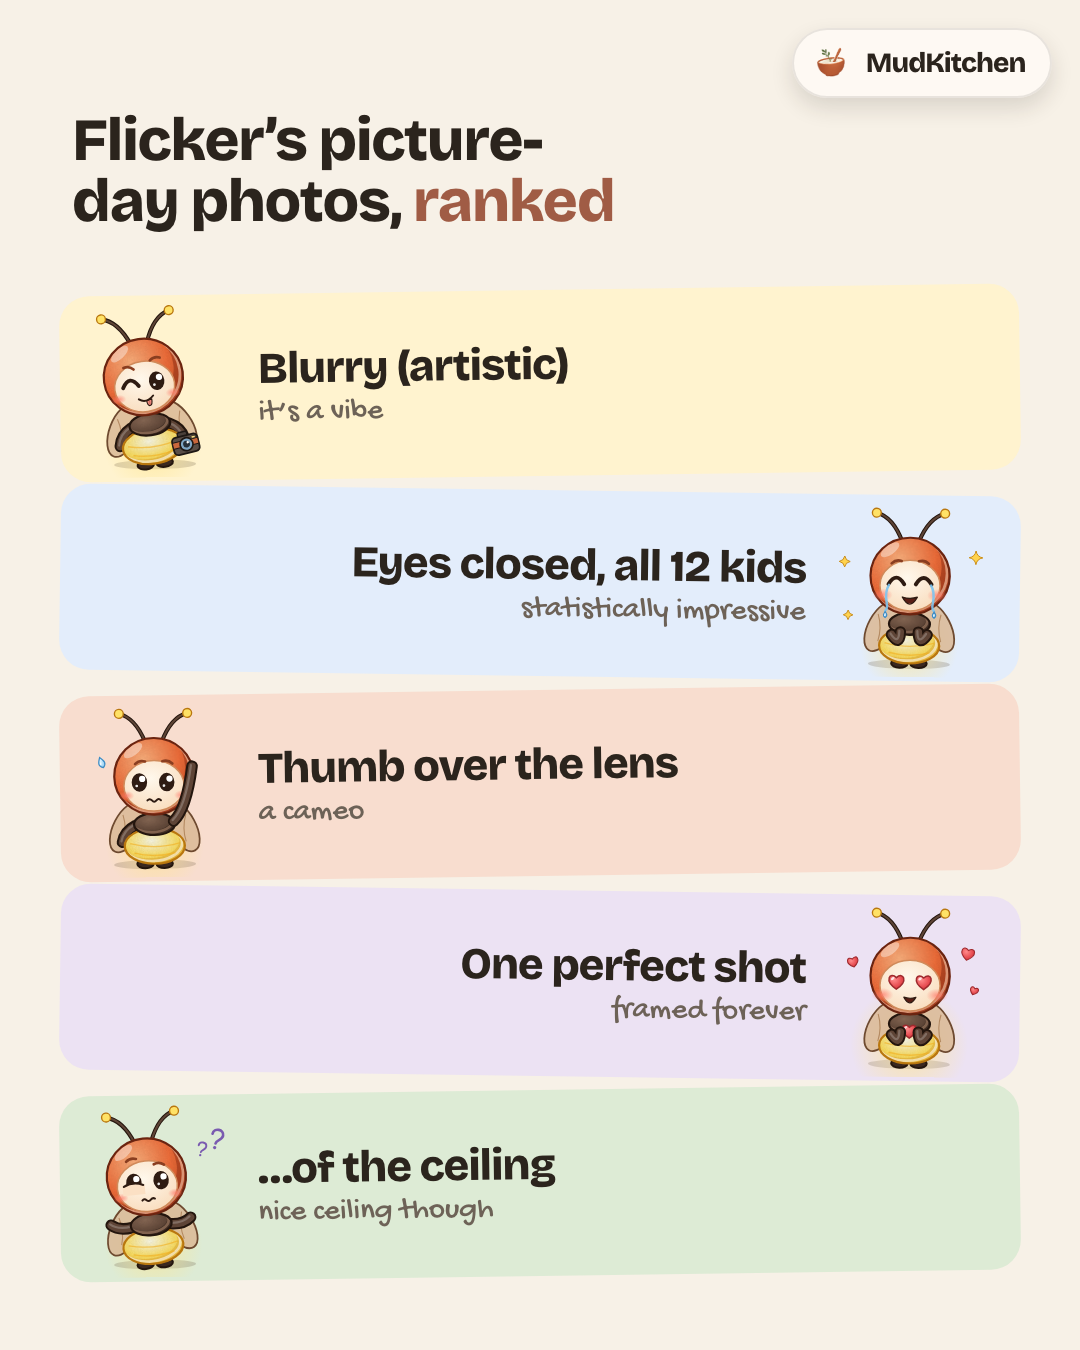 MudKitchen
Flicker’s picture-
day photos, ranked
Blurry (artistic)
it's a vibe
Eyes closed, all 12 kids
statistically impressive
Thumb over the lens
a cameo
One perfect shot
framed forever
??
...of the ceiling
nice ceiling though